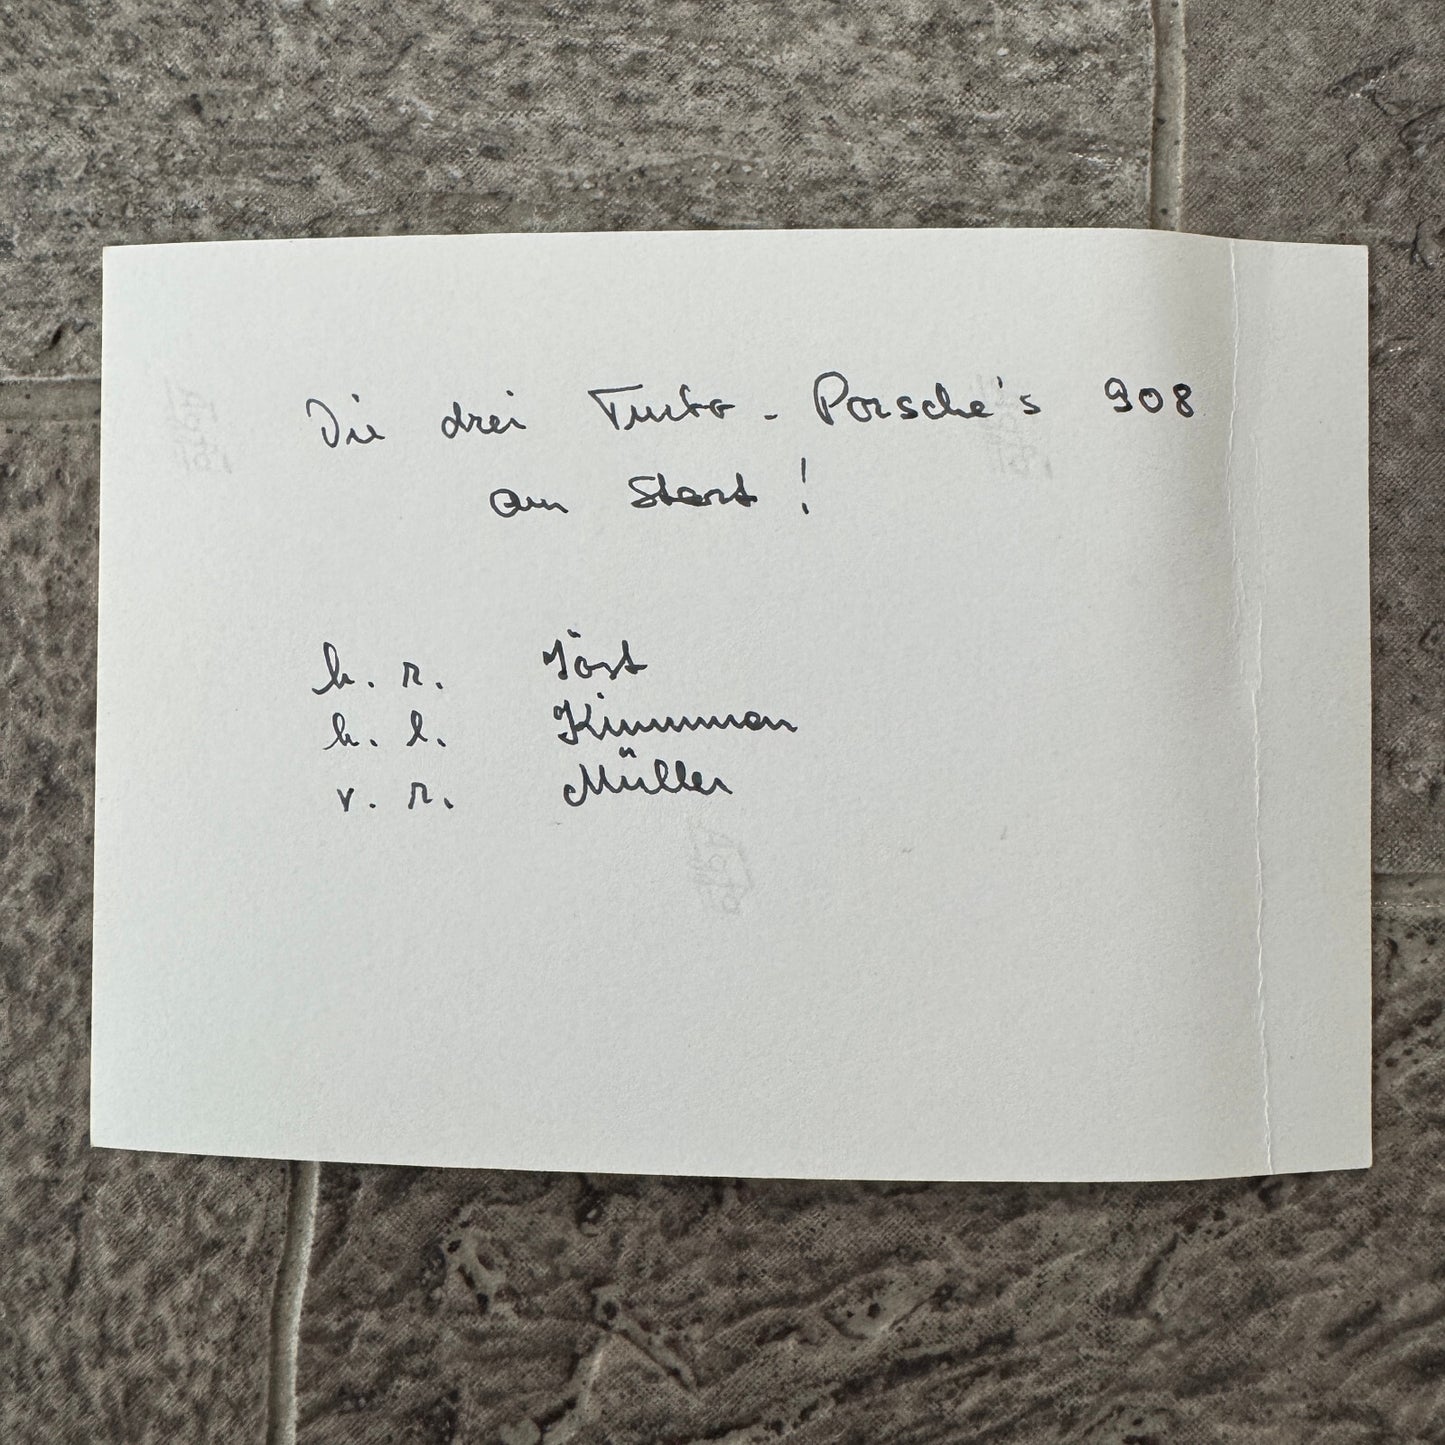 Die drei Turbo - Porsche's 908
am Start !
h. r. Jöst
h. l. Kinnunen
v. r. Müller